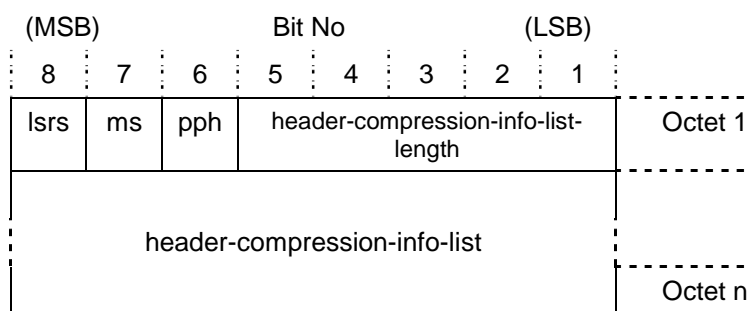 (MSB) Bit No (LSB)
8 7 6 5 4 3 2 1
lsrs ms pph header-compression-info-list- Octet 1
length
header-compression-info-list
Octet n